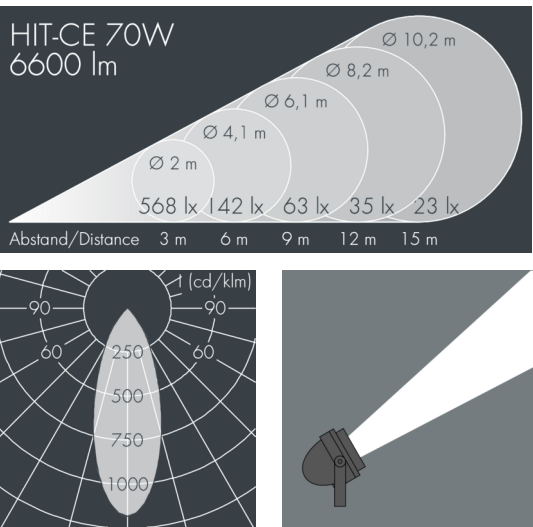 HIT-CE 70W
6600 lm
Ø 10,2 m
Ø 8,2 m
Ø 6,1 m
Ø 4,1 m
Ø 2 m
568 lx 142 lx 63 lx 35 lx 23 lx
Abstand/Distance 3 m 6 m 9 m 12 m 15 m
I (cd/klm)
90 90
60 250 60
500
750
1000